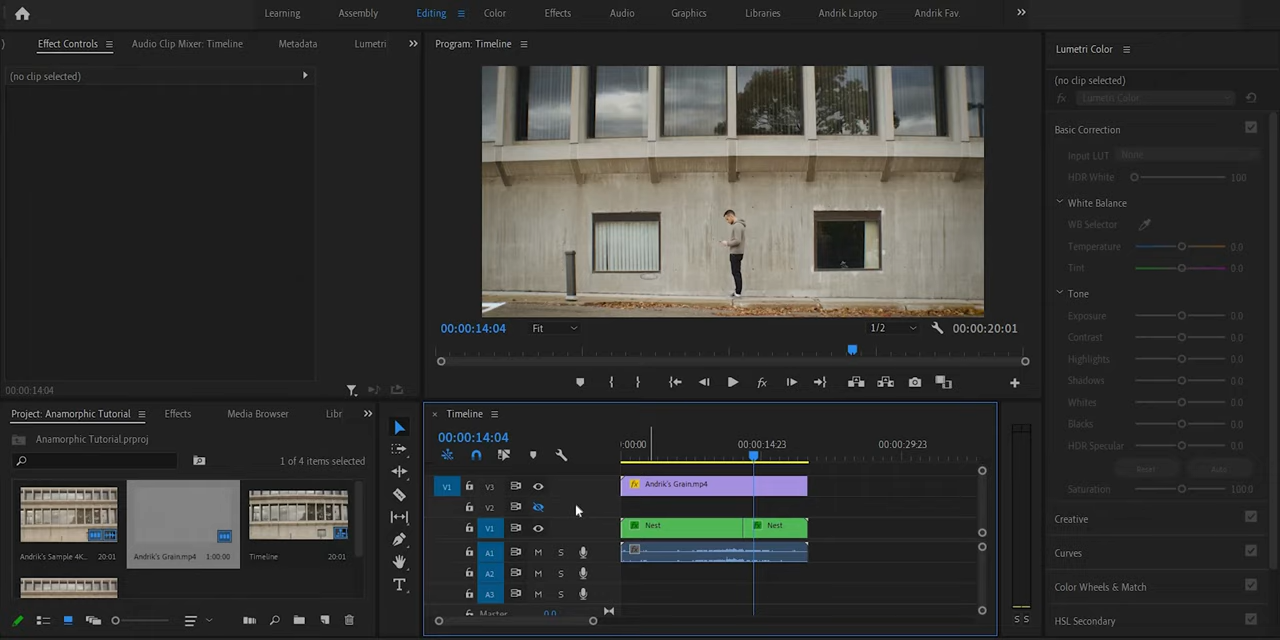 Learning Assembly Editing Color Effects Audio Graphics Libraries Andrik Laptop Andrik Fav.
Effect Controls Audio Clip Mixer: Timeline Metadata Lumetri
(no clip selected)
00:00:14:04
Program: Timeline
00:00:14:04 Fit 1/2 00:00:20:01
Lumetri Color
(no clip selected)
fx Lumetri Color
Basic Correction
Input LUT None
HDR White 100
White Balance
WB Selector
Temperature 0.0
Tint 0.0
Tone
Exposure 0.0
Contrast 0.0
Highlights 0.0
Shadows 0.0
Whites 0.0
Blacks 0.0
HDR Specular 0.0
Reset Auto
Saturation 100.0
Creative
Curves
Color Wheels & Match
HSL Secondary
Project: Anamorphic Tutorial Effects Media Browser Libr
Anamorphic Tutorial.prproj
1 of 4 items selected
Andrik's Sample 4K... 20:01
Andrik's Grain.mp4 1:00:00
Timeline 20:01
Timeline
00:00:14:04
:00:00 00:00:14:23 00:00:29:23
V1 V3 fx Andrik's Grain.mp4
V2
V1 fx Nest fx Nest
A1 M S
A2 M S
A3 M S
Master 0.0
S S